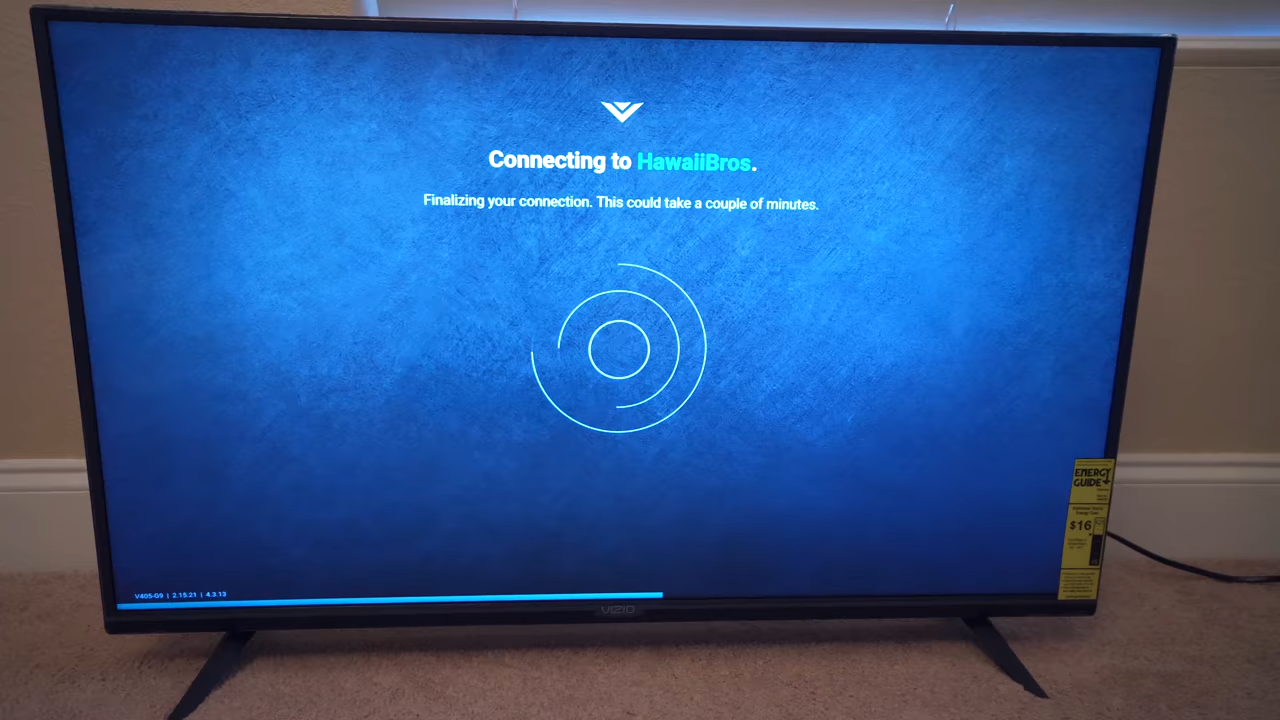 Connecting to HawaiiBros.
Finalizing your connection. This could take a couple of minutes.
V405-G9 | 2.15.21 | 4.3.13
VIZIO
ENERGY
GUIDE
$16